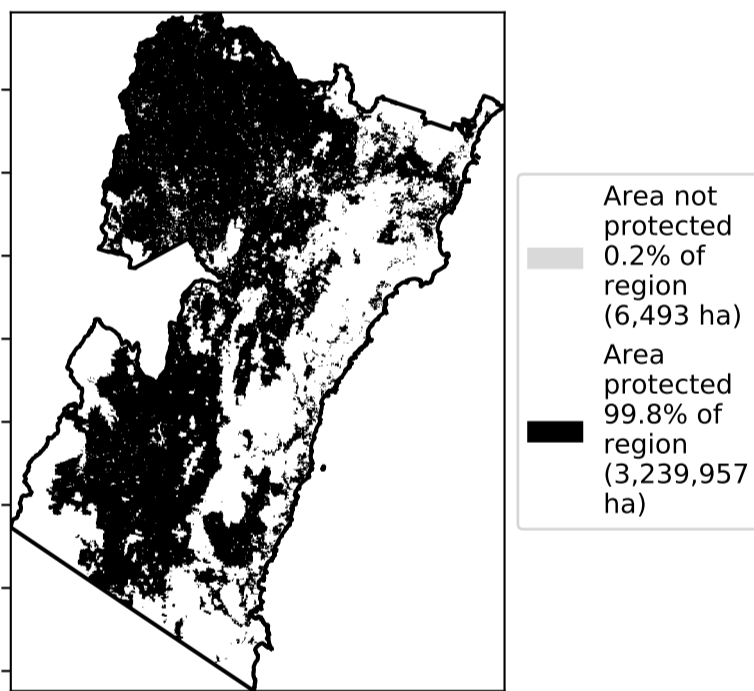 Area not
protected
0.2% of
region
(6,493 ha)
Area
protected
99.8% of
region
(3,239,957
ha)